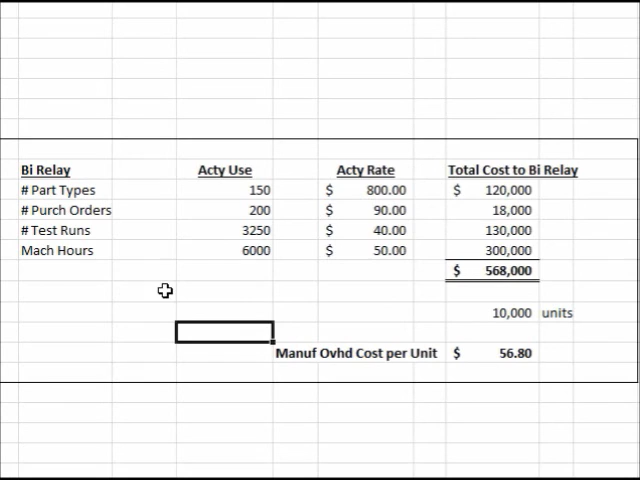 Bi Relay Acty Use Acty Rate Total Cost to Bi Relay
# Part Types 150 $ 800.00 $ 120,000
# Purch Orders 200 $ 90.00 18,000
# Test Runs 3250 $ 40.00 130,000
Mach Hours 6000 $ 50.00 300,000
$ 568,000
10,000 units
Manuf Ovhd Cost per Unit $ 56.80